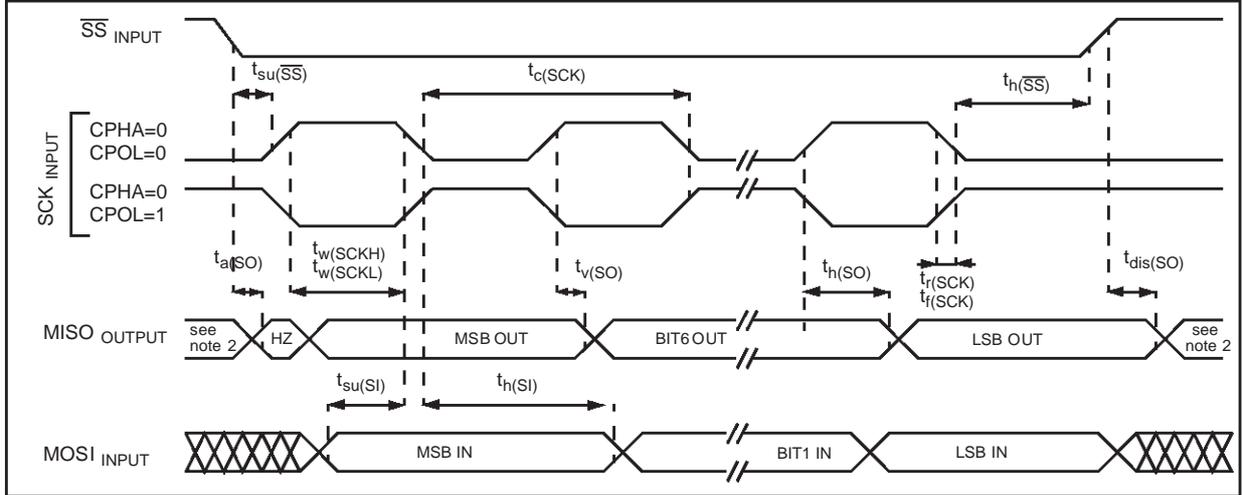 SS INPUT
tsu(SS)
tc(SCK)
th(SS)
SCK INPUT
CPHA=0
CPOL=0
CPHA=0
CPOL=1
ta(SO)
tw(SCKH)
tw(SCKL)
tv(SO)
th(SO)
tr(SCK)
tf(SCK)
tdis(SO)
MISO OUTPUT
see
note 2
HZ
MSB OUT
BIT6 OUT
LSB OUT
see
note 2
tsu(SI)
th(SI)
MOSI INPUT
MSB IN
BIT1 IN
LSB IN